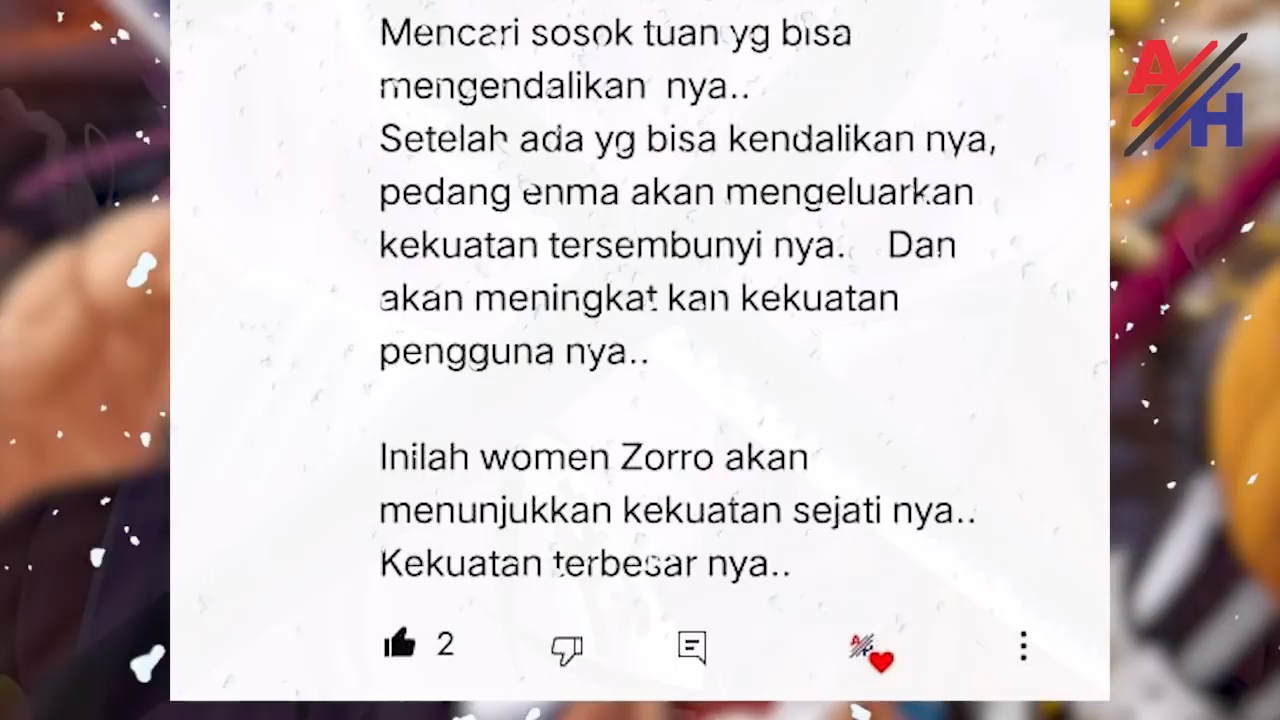 Mencari sosok tuan yg bisa
mengendalikan nya..
Setelah ada yg bisa kendalikan nya,
pedang enma akan mengeluarkan
kekuatan tersembunyi nya. Dan
akan meningkat kan kekuatan
pengguna nya..
Inilah women Zorro akan
menunjukkan kekuatan sejati nya..
Kekuatan terbesar nya..
2
A/H